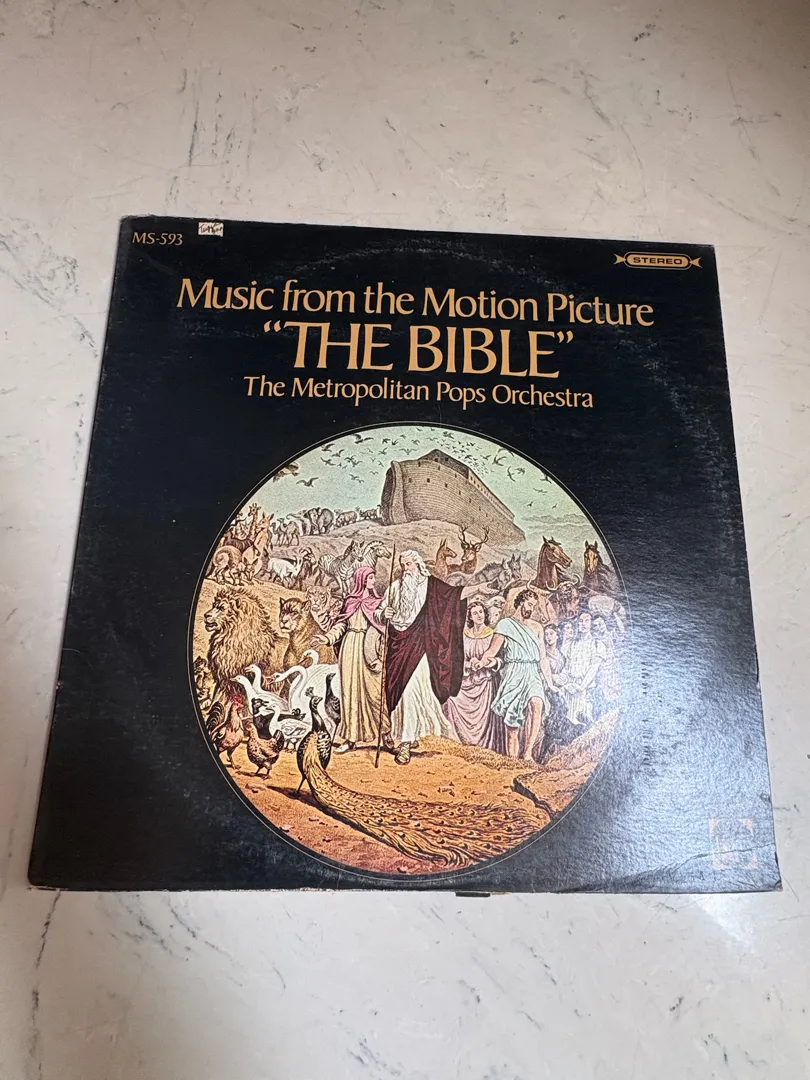 MS-593
STEREO
Music from the Motion Picture
“THE BIBLE”
The Metropolitan Pops Orchestra